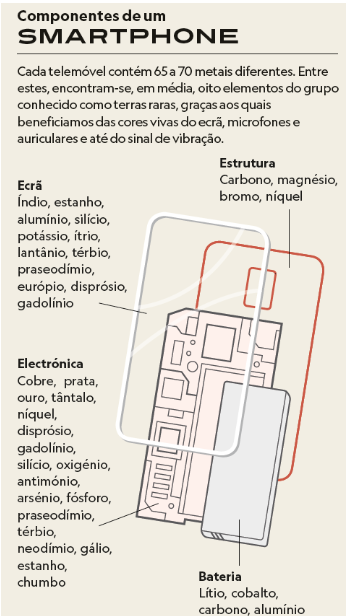 Componentes de um
SMARTPHONE
Cada telemóvel contém 65 a 70 metais diferentes. Entre
estes, encontram-se, em média, oito elementos do grupo
conhecido como terras raras, graças aos quais
beneficiamos das cores vivas do ecrã, microfones e
auriculares e até do sinal de vibração.
Estrutura
Carbono, magnésio,
bromo, níquel
Ecrã
Índio, estanho,
alumínio, silício,
potássio, ítrio,
lantânio, térbio,
praseodímio,
európio, disprósio,
gadolínio
Electrónica
Cobre, prata,
ouro, tântalo,
níquel,
disprósio,
gadolínio,
silício, oxigénio,
antimónio,
arsénio, fósforo,
praseodímio,
térbio,
neodímio, gálio,
estanho,
chumbo
Bateria
Lítio, cobalto,
carbono, alumínio